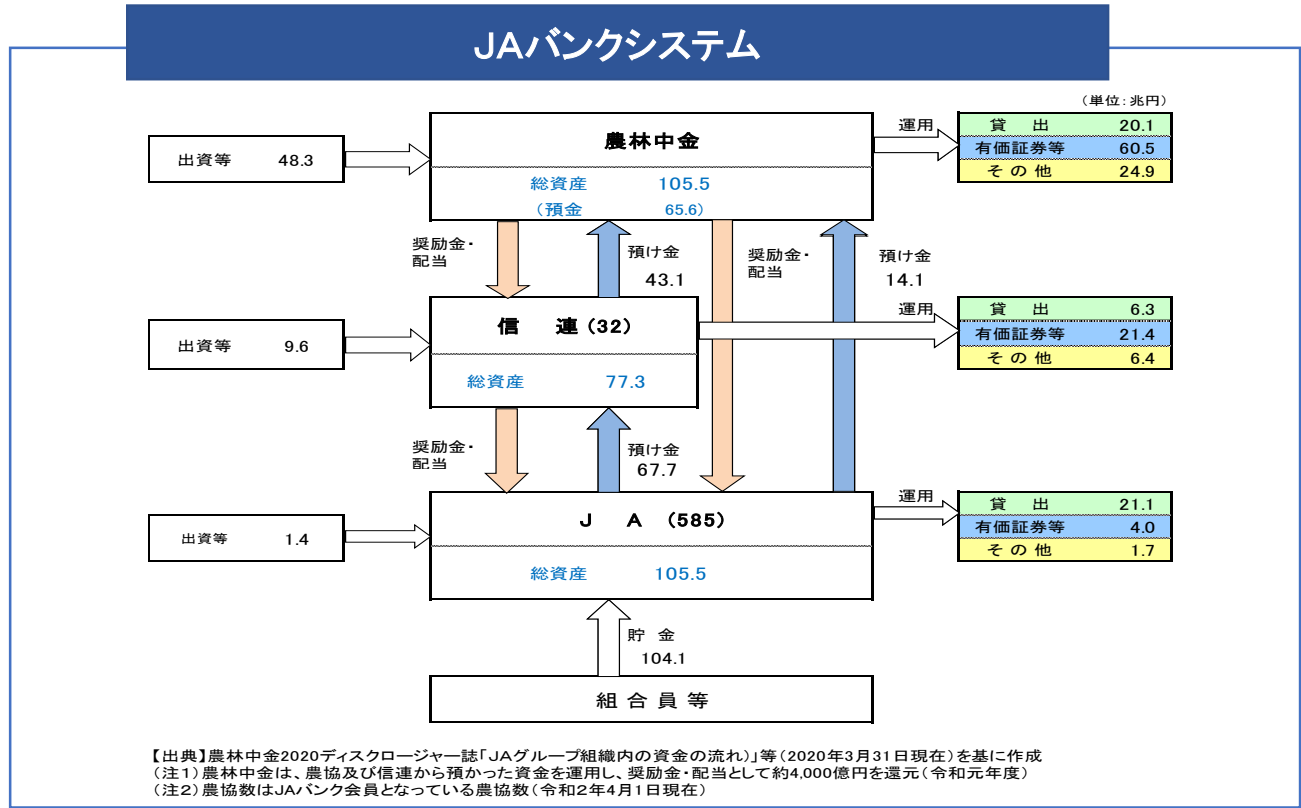 JAバンクシステム
（単位：兆円）
出資等 48.3
農林中金
総資産 105.5
（預金 65.6）
運用
貸 出 20.1
有価証券等 60.5
その他 24.9
奨励金・
配当
預け金
43.1
奨励金・
配当
預け金
14.1
出資等 9.6
信 連（32）
総資産 77.3
運用
貸 出 6.3
有価証券等 21.4
その他 6.4
奨励金・
配当
預け金
67.7
出資等 1.4
J A （585）
総資産 105.5
運用
貸 出 21.1
有価証券等 4.0
その他 1.7
貯 金
104.1
組合員等
【出典】農林中金2020ディスクロージャー誌「JAグループ組織内の資金の流れ）」等（2020年3月31日現在）を基に作成
（注1）農林中金は、農協及び信連から預かった資金を運用し、奨励金・配当として約4,000億円を還元（令和元年度）
（注2）農協数はJAバンク会員となっている農協数（令和2年4月1日現在）